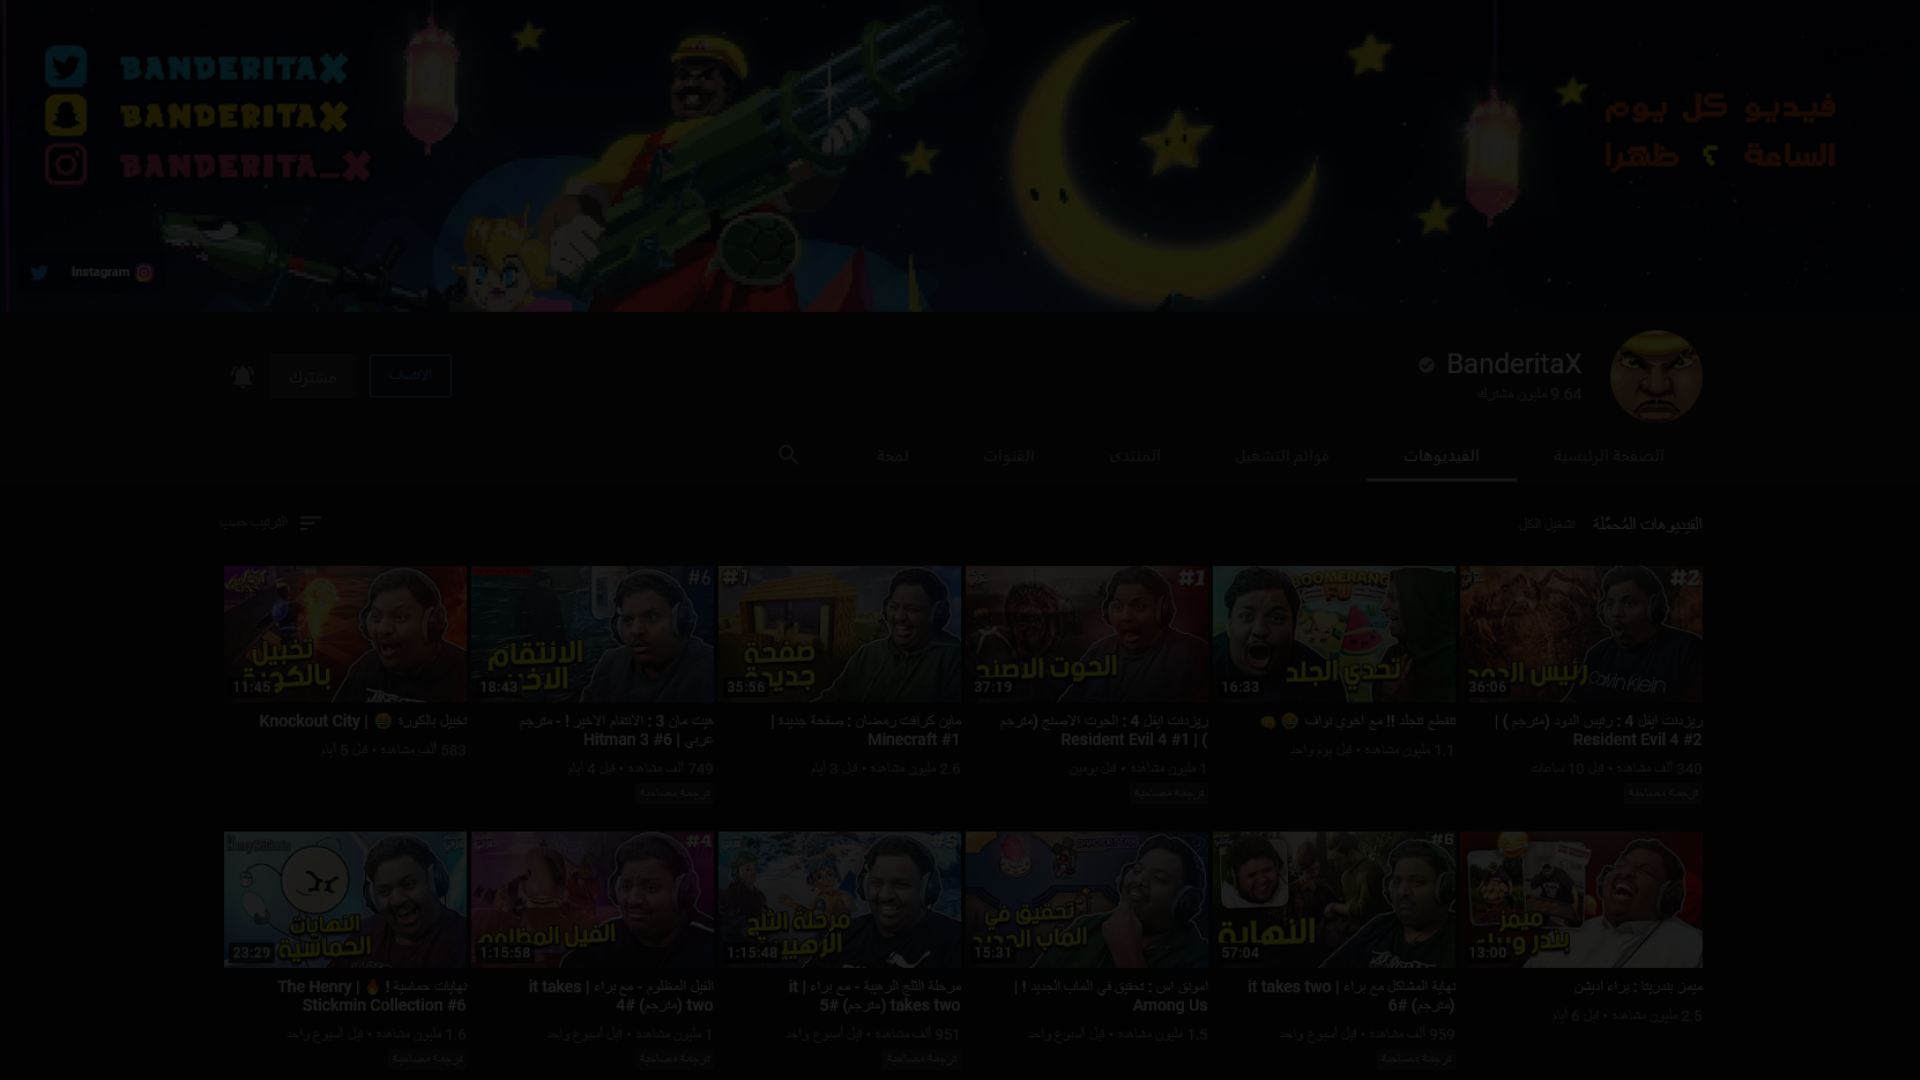 BANDERITAX
BANDERITAX
BANDERITA_X
فيديو كل يوم
الساعة ٢ ظهرا
Instagram
BanderitaX
9.64 مليون مشترك
الانتساب
مشترك
الصفحة الرئيسية
الفيديوهات
قوائم التشغيل
المنتدى
القنوات
لمحة
الفيديوهات المُحمَّلة
تشغيل الكل
الترتيب حسب
#2
رئيس الدود
Calvin Klein
36:06
ريزدنت ايفل 4 : رئيس الدود (مترجم ) |
Resident Evil 4 #2
340 ألف مشاهدة • قبل 10 ساعات
ترجمة مصاحبة
BOOMERANG
FU
تحدي الجلد
16:33
تنقطع تنجلد !! مع اخوي نواف 😂 👊
1.1 مليون مشاهدة • قبل يوم واحد
#1
الحوت الاصنج
37:19
ريزدنت ايفل 4 : الحوت الاصنج (مترجم
) | Resident Evil 4 #1
1 مليون مشاهدة • قبل يومين
ترجمة مصاحبة
#1
صفحة
جديدة
35:56
ماين كرافت رمضان : صفحة جديدة |
Minecraft #1
2.6 مليون مشاهدة • قبل 3 أيام
#6
الانتقام
الاخير
18:43
هيت مان 3 : الانتقام الاخير ! - مترجم
عربي | Hitman 3 #6
749 ألف مشاهدة • قبل 4 أيام
ترجمة مصاحبة
تخبيل
بالكورة
11:45
تخبيل بالكورة 😂 | Knockout City
583 ألف مشاهدة • قبل 5 أيام
ميمز
بندر وبراء
13:00
ميمز بندريتا : براء اديشن
2.5 مليون مشاهدة • قبل 6 أيام
#6
النهاية
57:04
نهاية المشاكل مع براء | it takes two
(مترجم) #6
959 ألف مشاهدة • قبل أسبوع واحد
ترجمة مصاحبة
تحقيق في
الماب الجديد
15:31
امونق اس : تحقيق في الماب الجديد ! |
Among Us
1.5 مليون مشاهدة • قبل أسبوع واحد
#5
مرحلة الثلج
الرهيبة
1:15:48
مرحلة الثلج الرهيبة - مع براء | it
takes two (مترجم) #5
951 ألف مشاهدة • قبل أسبوع واحد
ترجمة مصاحبة
#4
الفيل المظلوم
1:15:58
الفيل المظلوم - مع براء | it takes
two (مترجم) #4
1 مليون مشاهدة • قبل أسبوع واحد
ترجمة مصاحبة
النهايات
الحماسية
23:29
نهايات حماسية ! 🔥 | The Henry
Stickmin Collection #6
1.6 مليون مشاهدة • قبل أسبوع واحد
ترجمة مصاحبة